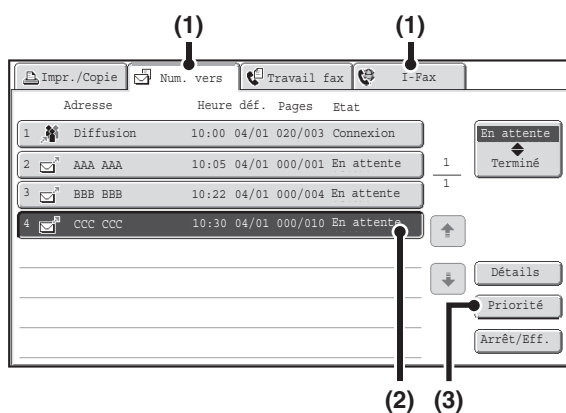 (1) (1)
Impr./Copie Num. vers Travail fax I-Fax
Adresse Heure déf. Pages Etat
1 Diffusion 10:00 04/01 020/003 Connexion
En attente
Terminé
2 AAA AAA 10:05 04/01 000/001 En attente
1
1
3 BBB BBB 10:22 04/01 000/004 En attente
4 CCC CCC 10:30 04/01 000/010 En attente
Détails
Priorité
Arrêt/Eff.
(2) (3)